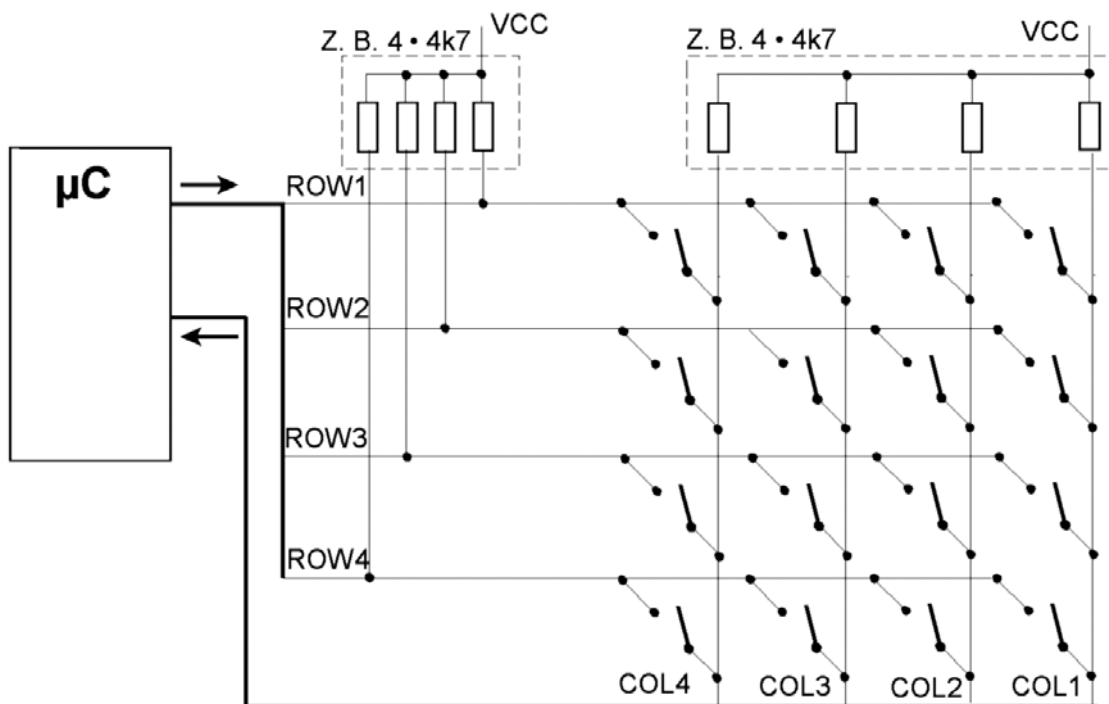 Z. B. 4 • 4k7
VCC
Z. B. 4 • 4k7
VCC
µC
ROW1
ROW2
ROW3
ROW4
COL4
COL3
COL2
COL1